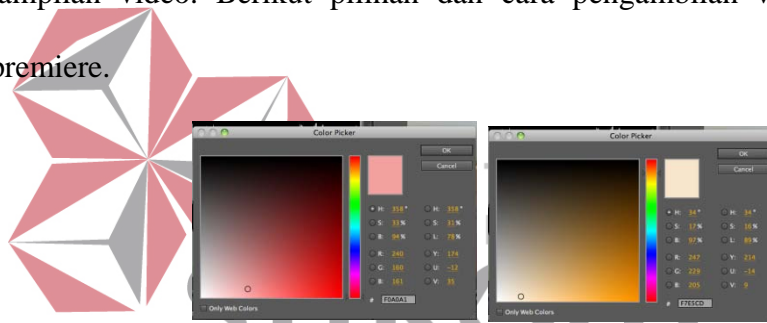 ampilan video. Berikut pilihan dan cara pengambilan
premiere.
Color Picker
OK
Cancel
H: 358 ° H: 358 °
S: 33 % S: 31 %
B: 94 % L: 79 %
R: 240 Y: 174
G: 160 U: -12
B: 161 V: 35
# F0A0A1
Only Web Colors
Color Picker
OK
Cancel
H: 34 ° H: 34 °
S: 17 % S: 16 %
B: 97 % L: 89 %
R: 247 Y: 214
G: 229 U: -14
B: 205 V: 9
# F7E5CD
Only Web Colors